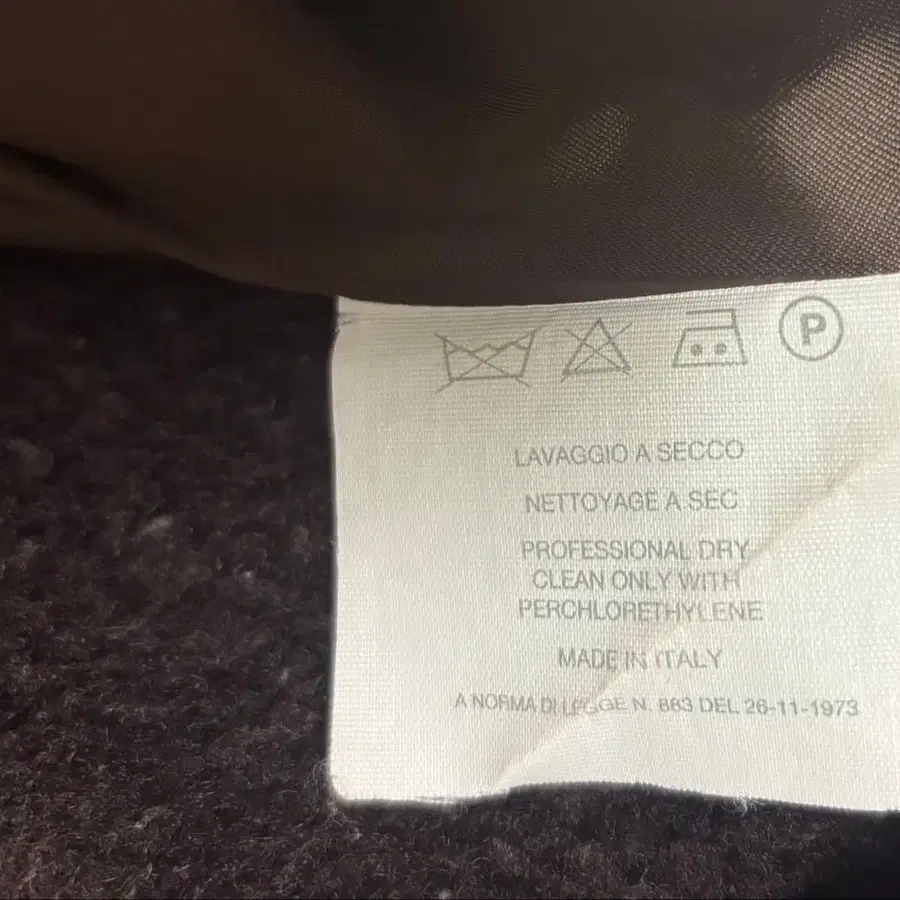 P
LAVAGGIO A SECCO
NETTOYAGE A SEC
PROFESSIONAL DRY
CLEAN ONLY WITH
PERCHLORETHYLENE
MADE IN ITALY
A NORMA DI LEGGE N. 883 DEL 26-11-1973